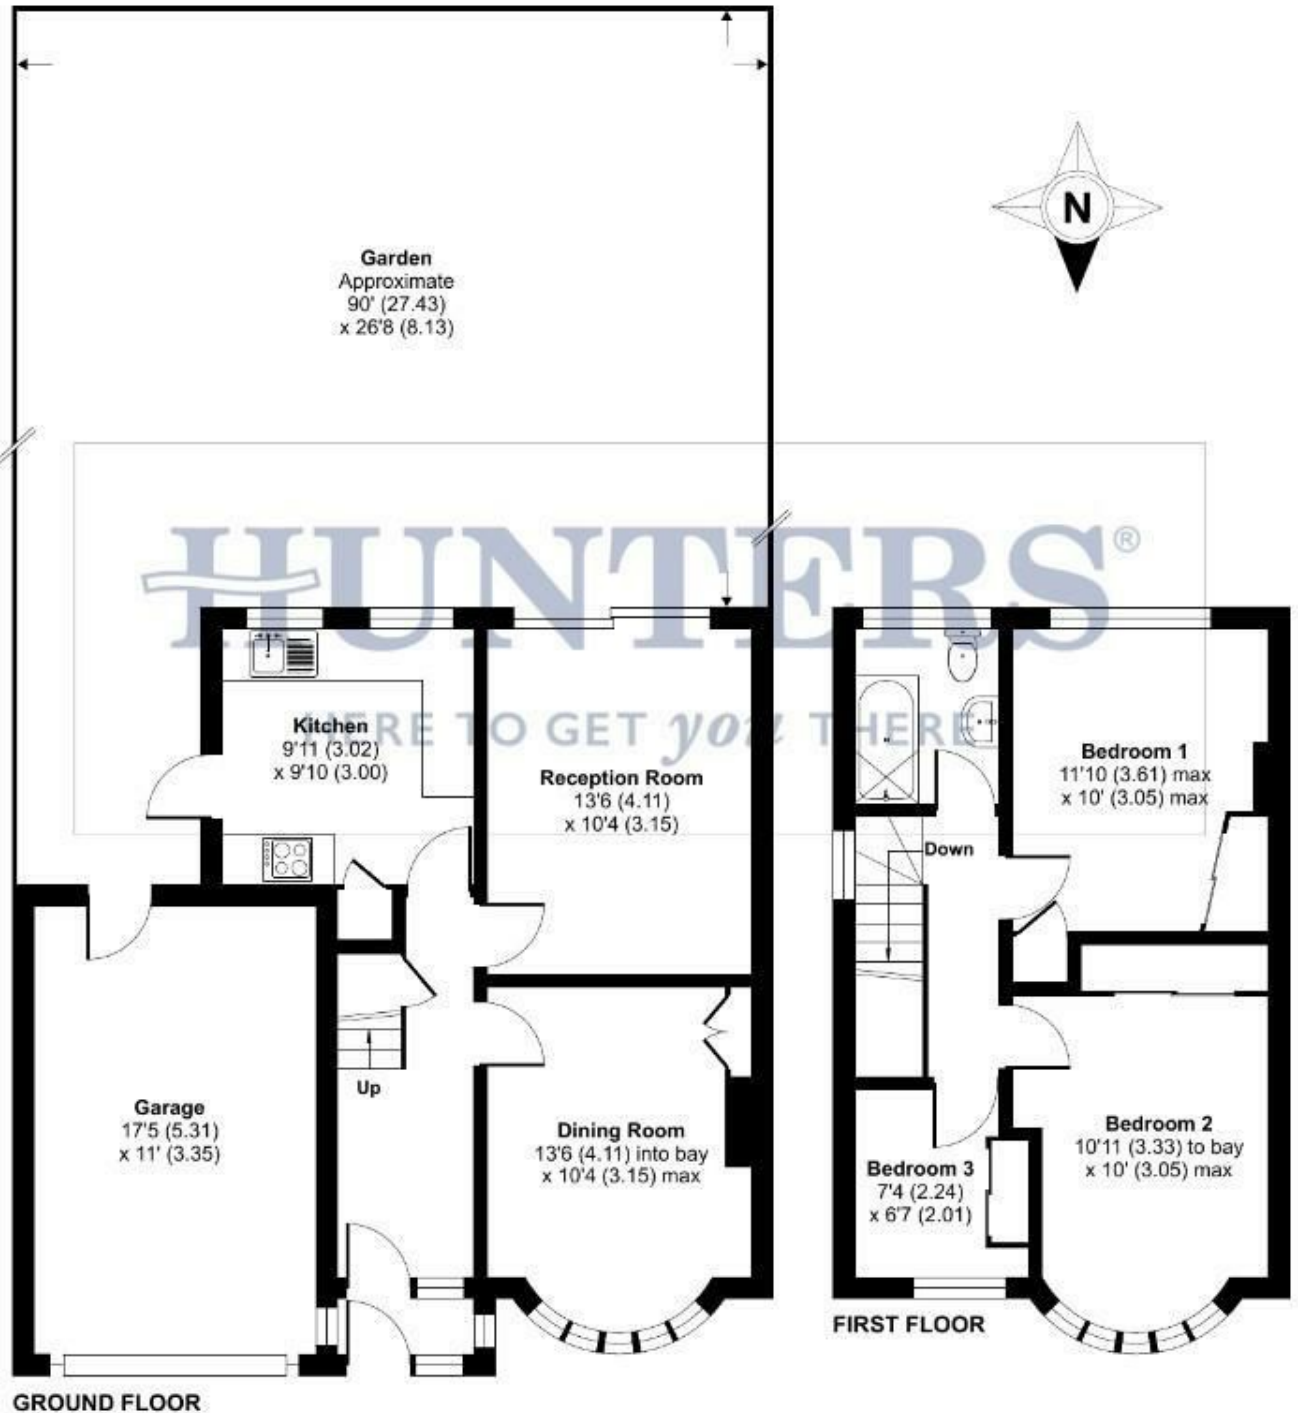 Garden
Approximate
90' (27.43)
x 26'8 (8.13)
N
HUNTERS®
HERE TO GET you THERE
Kitchen
9'11 (3.02)
x 9'10 (3.00)
Reception Room
13'6 (4.11)
x 10'4 (3.15)
Bedroom 1
11'10 (3.61) max
x 10' (3.05) max
Down
Up
Garage
17'5 (5.31)
x 11' (3.35)
Dining Room
13'6 (4.11) into bay
x 10'4 (3.15) max
Bedroom 2
10'11 (3.33) to bay
x 10' (3.05) max
Bedroom 3
7'4 (2.24)
x 6'7 (2.01)
FIRST FLOOR
GROUND FLOOR